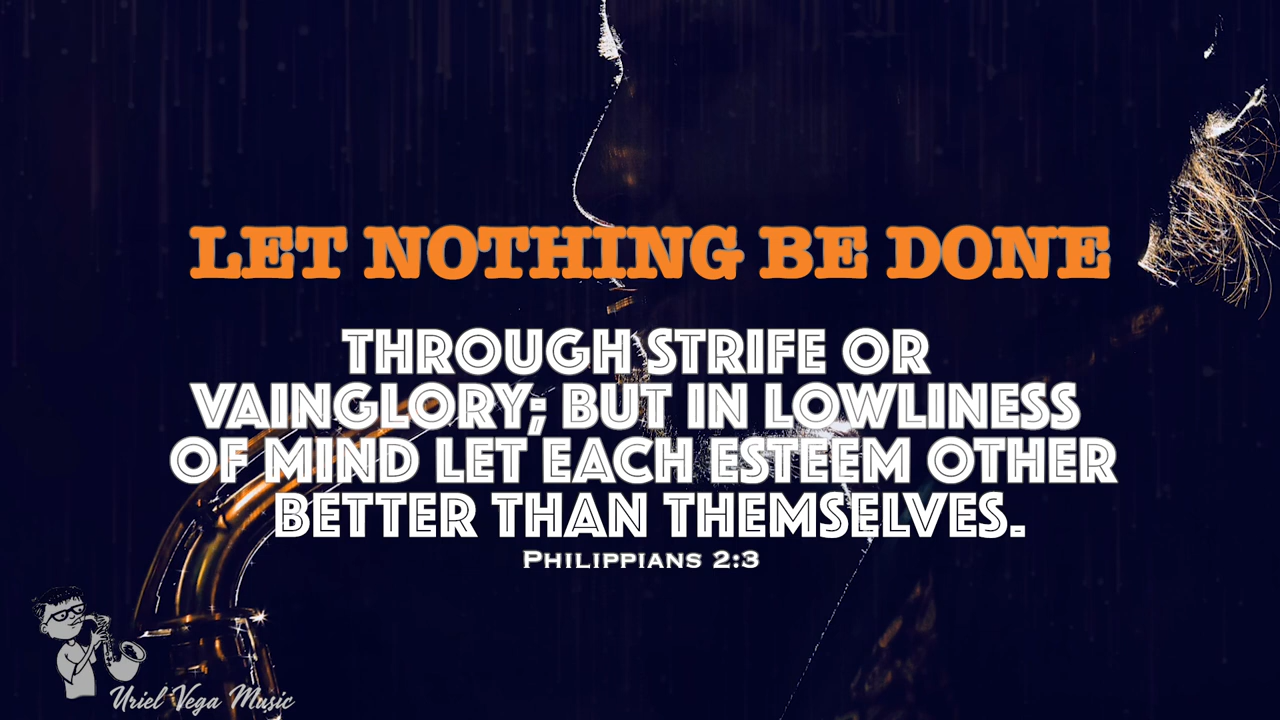 LET NOTHING BE DONE
THROUGH STRIFE OR
VAINGLORY; BUT IN LOWLINESS
OF MIND LET EACH ESTEEM OTHER
BETTER THAN THEMSELVES.
PHILIPPIANS 2:3
Uriel Vega Music